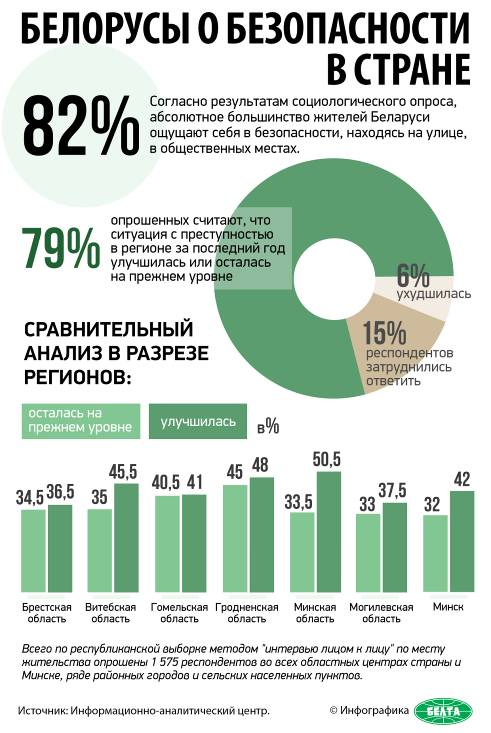 БЕЛОРУСЫ О БЕЗОПАСНОСТИ
В СТРАНЕ
82%
Согласно результатам социологического опроса,
абсолютное большинство жителей Беларуси
ощущают себя в безопасности, находясь на улице,
в общественных местах.
79%
опрошенных считают, что
ситуация с преступностью
в регионе за последний год
улучшилась или осталась
на прежнем уровне
6%
ухудшилась
15%
респондентов
затруднились
ответить
СРАВНИТЕЛЬНЫЙ
АНАЛИЗ В РАЗРЕЗЕ
РЕГИОНОВ:
осталась на
прежнем уровне
улучшилась
в%
34,5 36,5 35 45,5 40,5 41 45 48 33,5 50,5 33 37,5 32 42
Брестская Витебская Гомельская Гродненская Минская Могилевская Минск
область область область область область область
Всего по республиканской выборке методом "интервью лицом к лицу" по месту
жительства опрошены 1 575 респондентов во всех областных центрах страны и
Минске, ряде районных городов и сельских населенных пунктов.
Источник: Информационно-аналитический центр. © Инфографика БЕЛТА